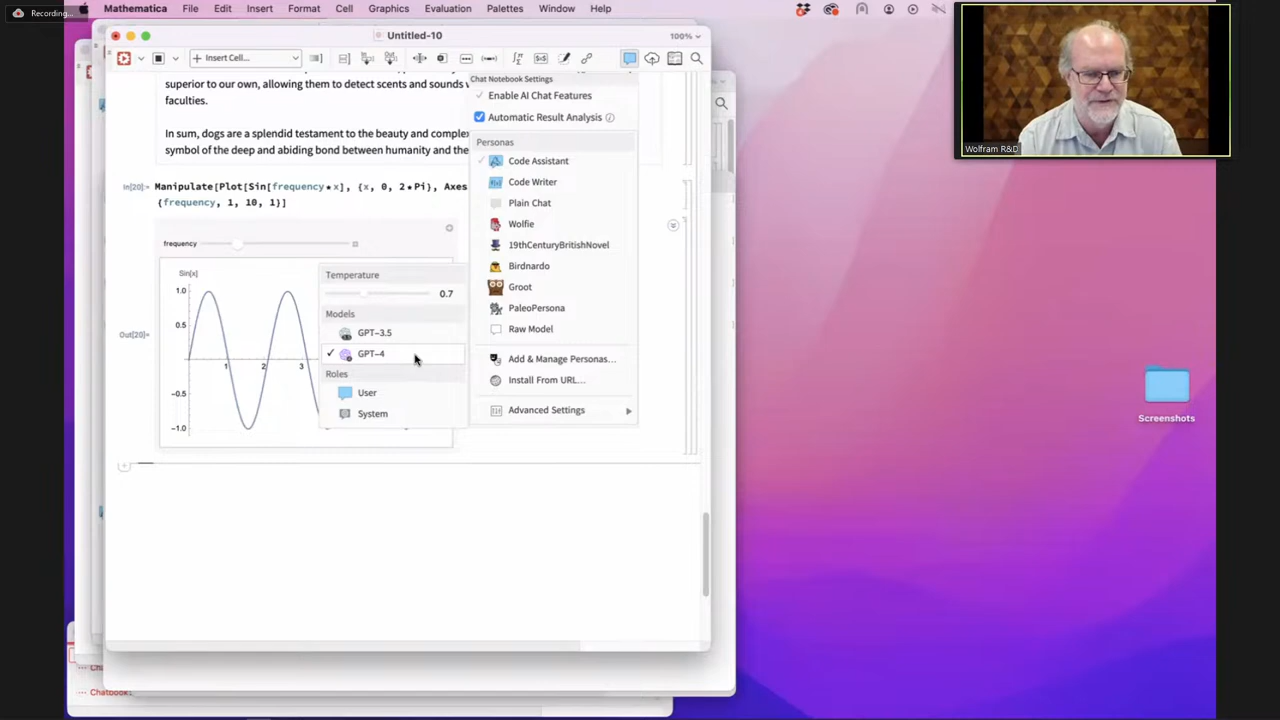 Recording...
Mathematica File Edit Insert Format Cell Graphics Evaluation Palettes Window Help
Untitled-10
100%
Insert Cell...
superior to our own, allowing them to detect scents and sounds
faculties.
In sum, dogs are a splendid testament to the beauty and
symbol of the deep and abiding bond between humanity and the
In[20]:= Manipulate[Plot[Sin[frequency*x], {x, 0, 2*Pi}, Axes
{frequency, 1, 10, 1}]
frequency
Out[20]=
Sin[x]
1.0
0.5
-0.5
-1.0
1 2 3
Temperature
0.7
Models
GPT-3.5
✓ GPT-4
Roles
User
System
Chat Notebook Settings
✓ Enable AI Chat Features
Automatic Result Analysis
Personas
✓ Code Assistant
Code Writer
Plain Chat
Wolfie
19thCenturyBritishNovel
Birdnardo
Groot
PaleoPersona
Raw Model
Add & Manage Personas...
Install From URL...
Advanced Settings
Chatbook:
Wolfram R&D
Screenshots